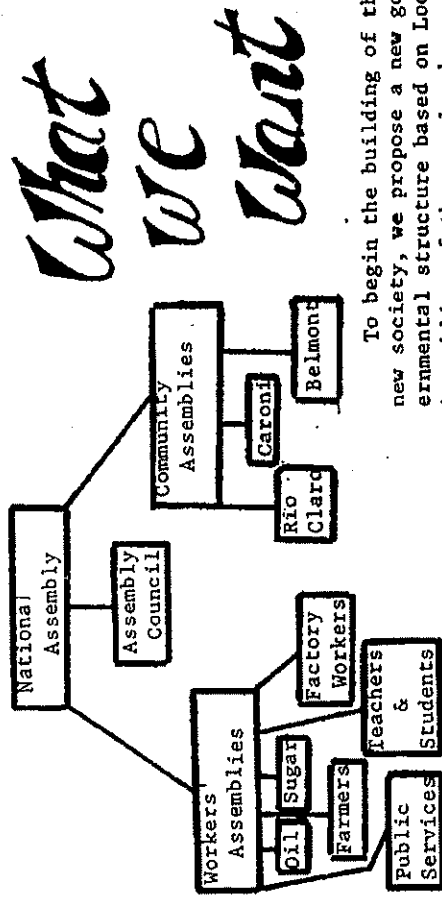 National
Assembly
Assembly
Council
Workers
Assemblies
Community
Assemblies
Oil
Sugar
Farmers
Factory
Workers
Public
Services
Teachers
&
Students
Rio
Claro
Caroni
Belmont
What
We
Want
To begin the building of th
new society, we propose a new go
ernmental structure based on Loc